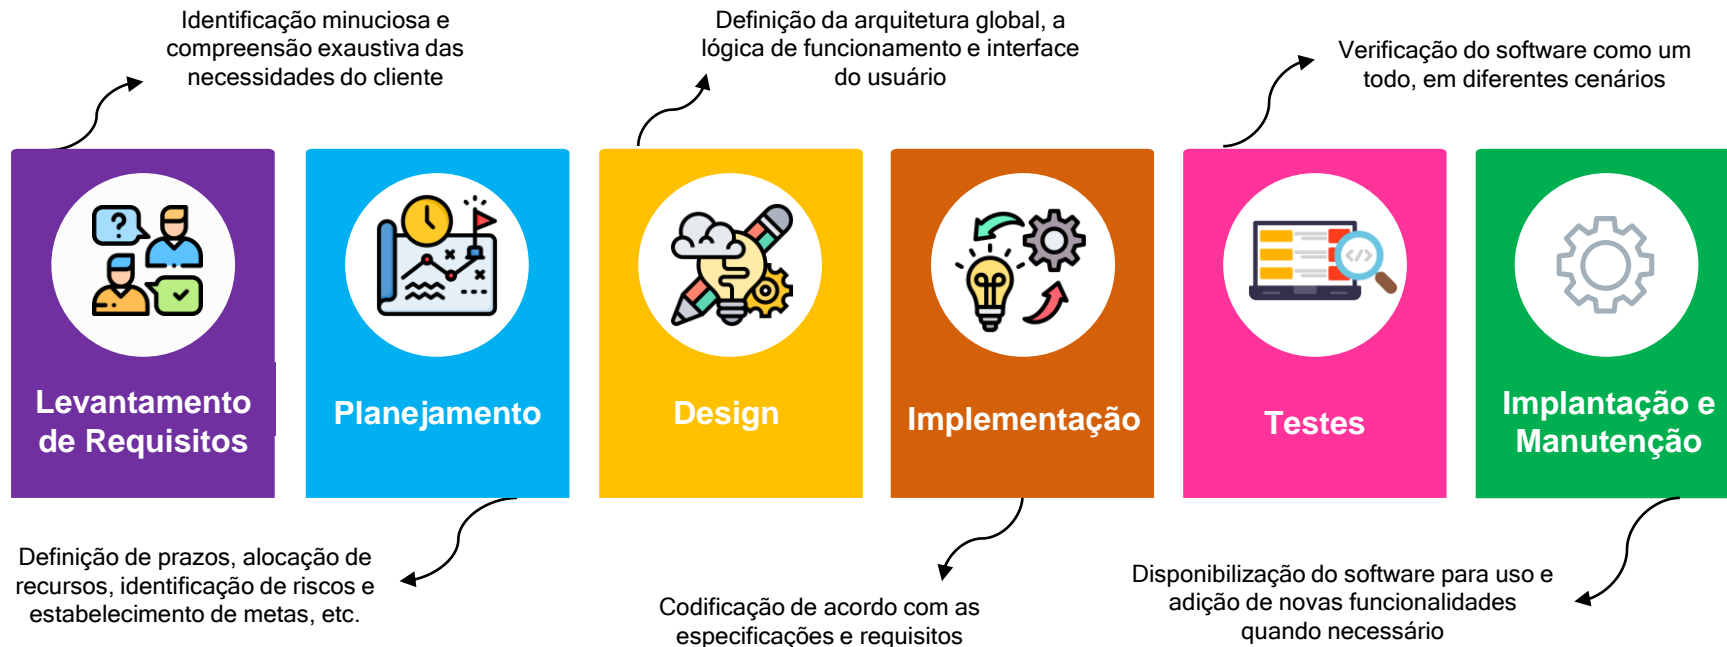 Identificação minuciosa e
compreensão exaustiva das
necessidades do cliente
Definição da arquitetura global, a
lógica de funcionamento e interface
do usuário
Verificação do software como um
todo, em diferentes cenários
Levantamento
de Requisitos
Planejamento
Design
Implementação
Testes
Implantação e
Manutenção
Definição de prazos, alocação de
recursos, identificação de riscos e
estabelecimento de metas, etc.
Codificação de acordo com as
especificações e requisitos
Disponibilização do software para uso e
adição de novas funcionalidades
quando necessário